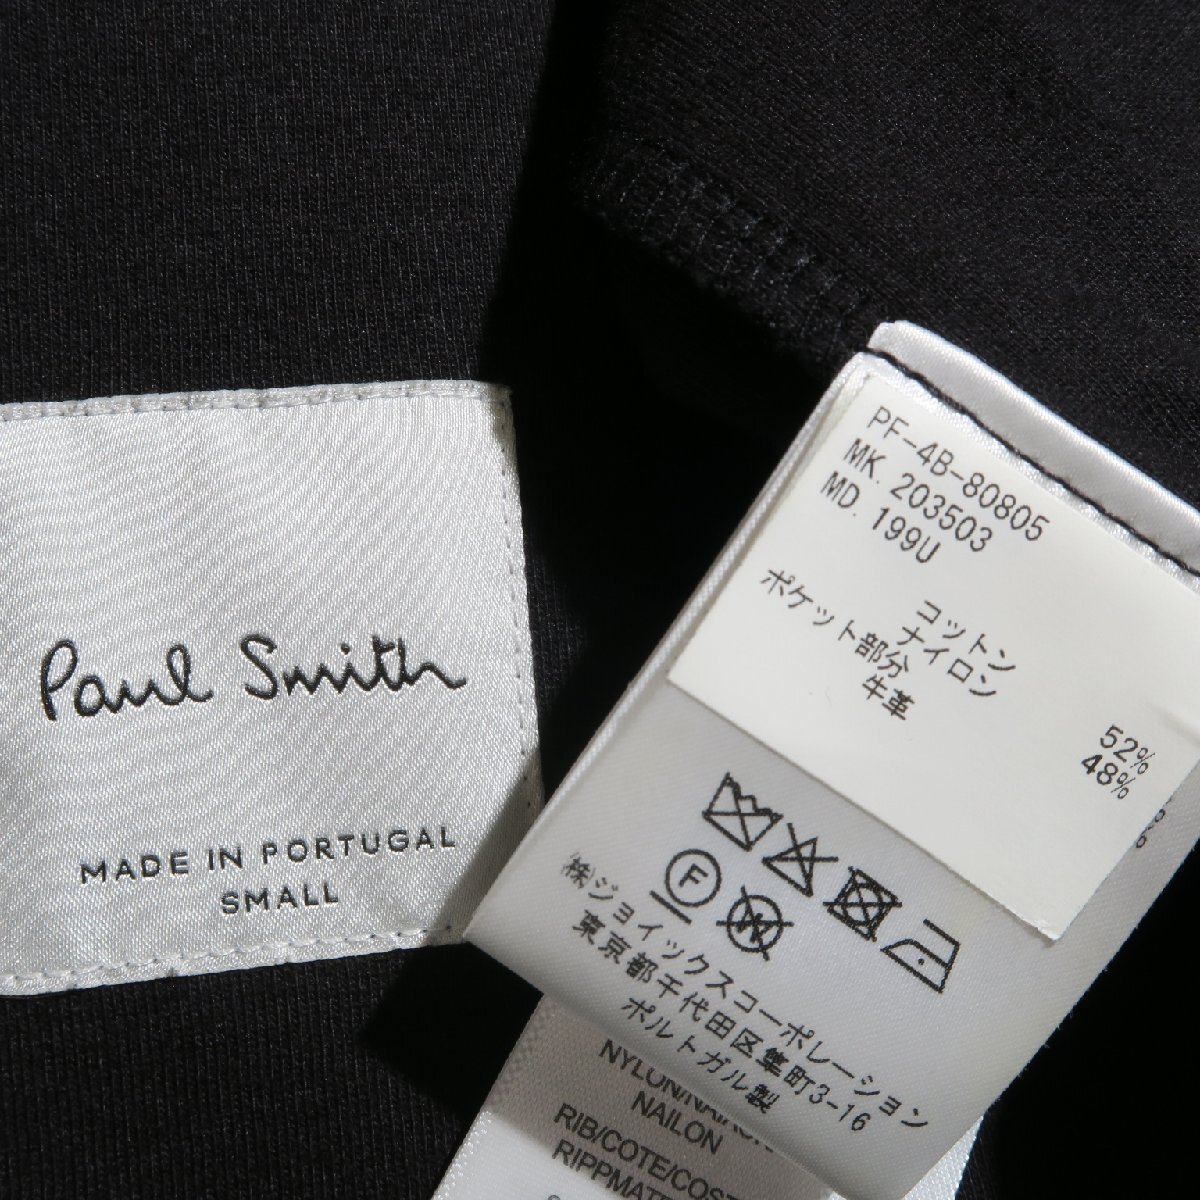 Paul Smith
MADE IN PORTUGAL
SMALL
PF-4B-80805
MK. 203503
MD. 199U
コットン 52%
ナイロン 48%
ポケット部分
牛革
F
W
㈱ジョイックスコーポレーション
東京都千代田区隼町3-16
ポルトガル製
NAILON
RIB/COTE/COST